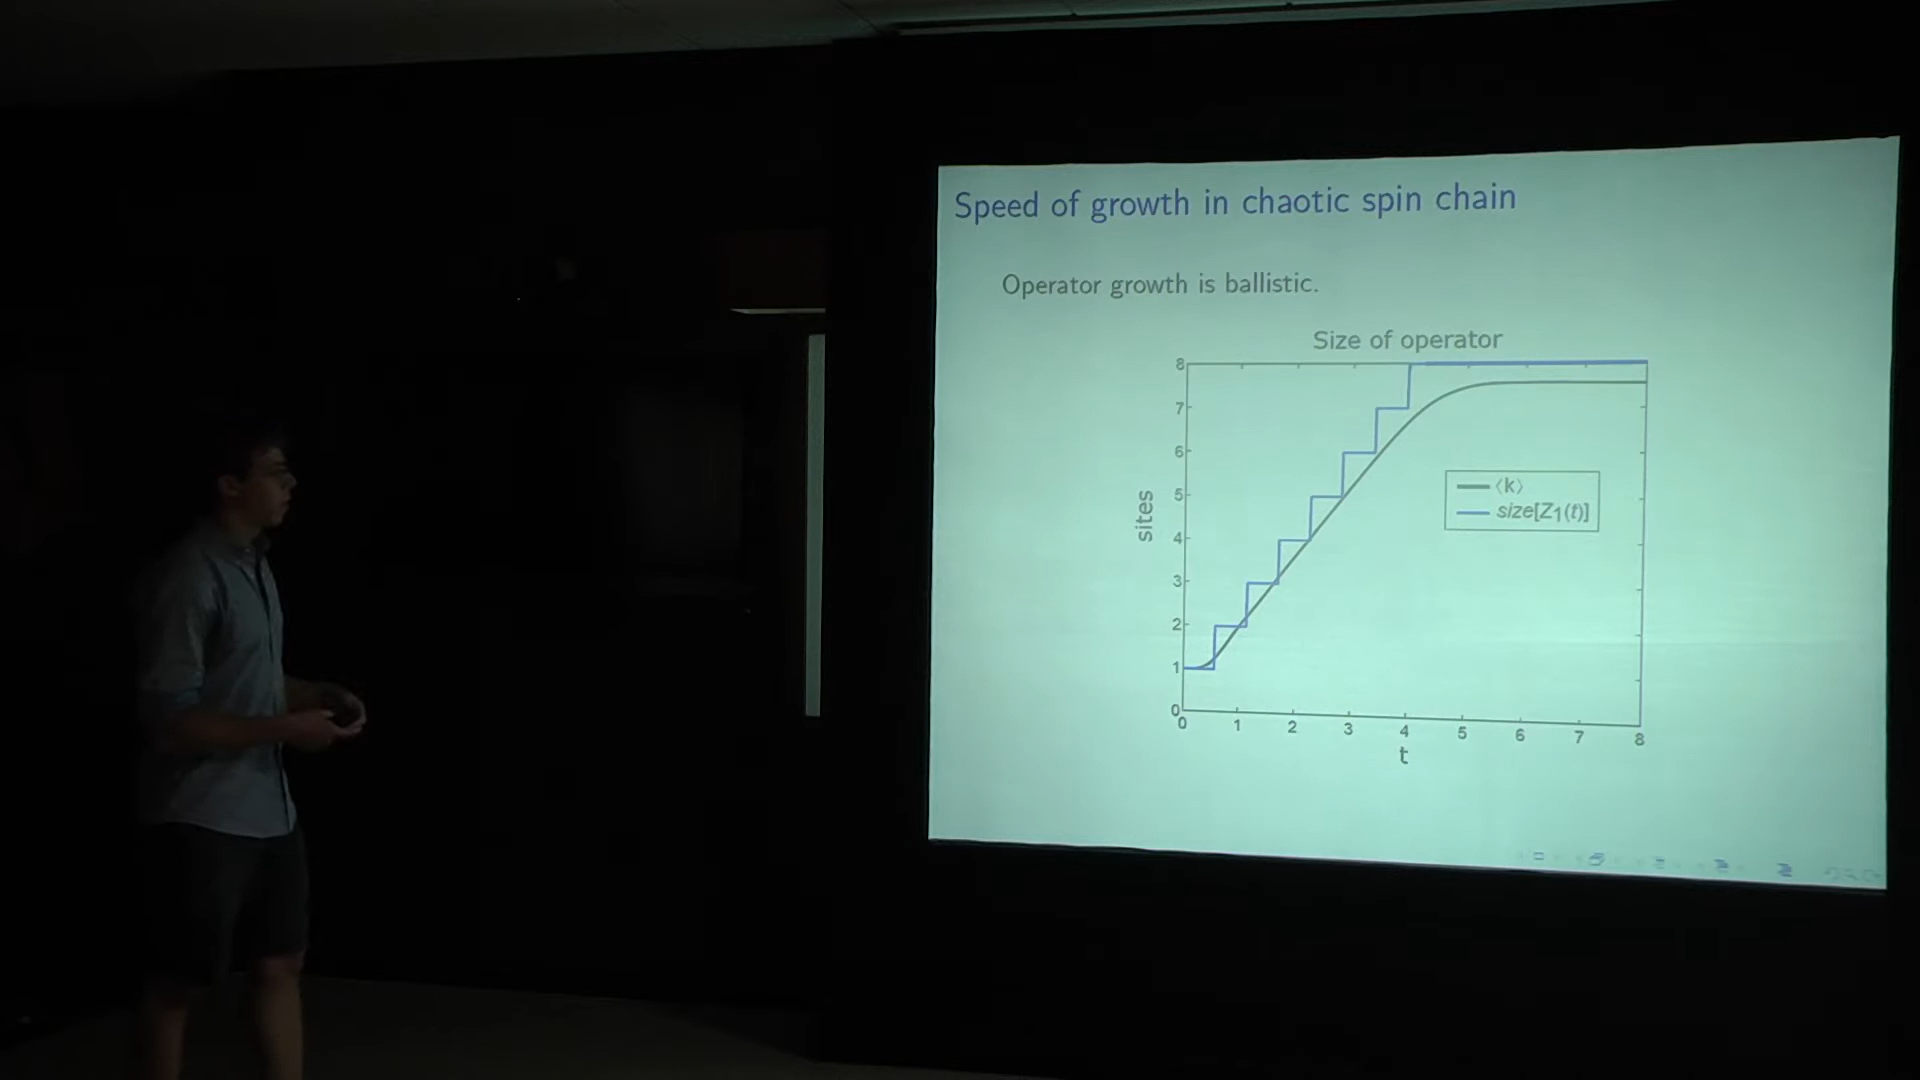 Speed of growth in chaotic spin chain
Operator growth is ballistic.
Size of operator
8
7
6
5
4
3
2
1
0
sites
⟨k⟩
size[Z₁(t)]
0 1 2 3 4 5 6 7 8
t